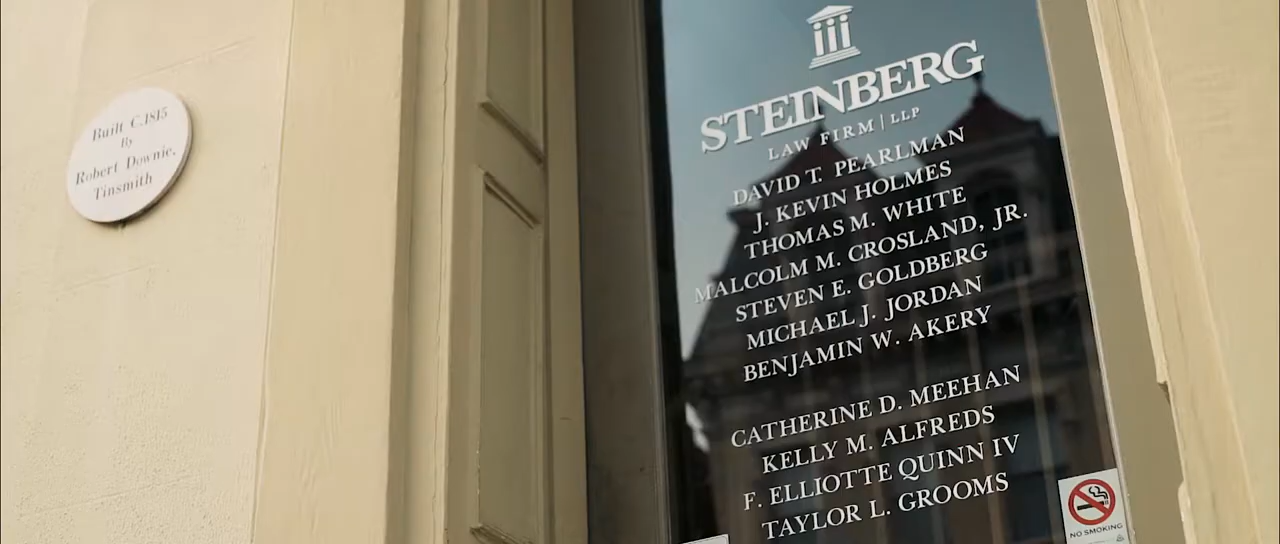 Built C.1815
By
Robert Downie,
Tinsmith
STEINBERG
LAW FIRM | LLP
DAVID T. PEARLMAN
J. KEVIN HOLMES
THOMAS M. WHITE
MALCOLM M. CROSLAND, JR.
STEVEN E. GOLDBERG
MICHAEL J. JORDAN
BENJAMIN W. AKERY
CATHERINE D. MEEHAN
KELLY M. ALFREDS
F. ELLIOTTE QUINN IV
TAYLOR L. GROOMS
NO SMOKING